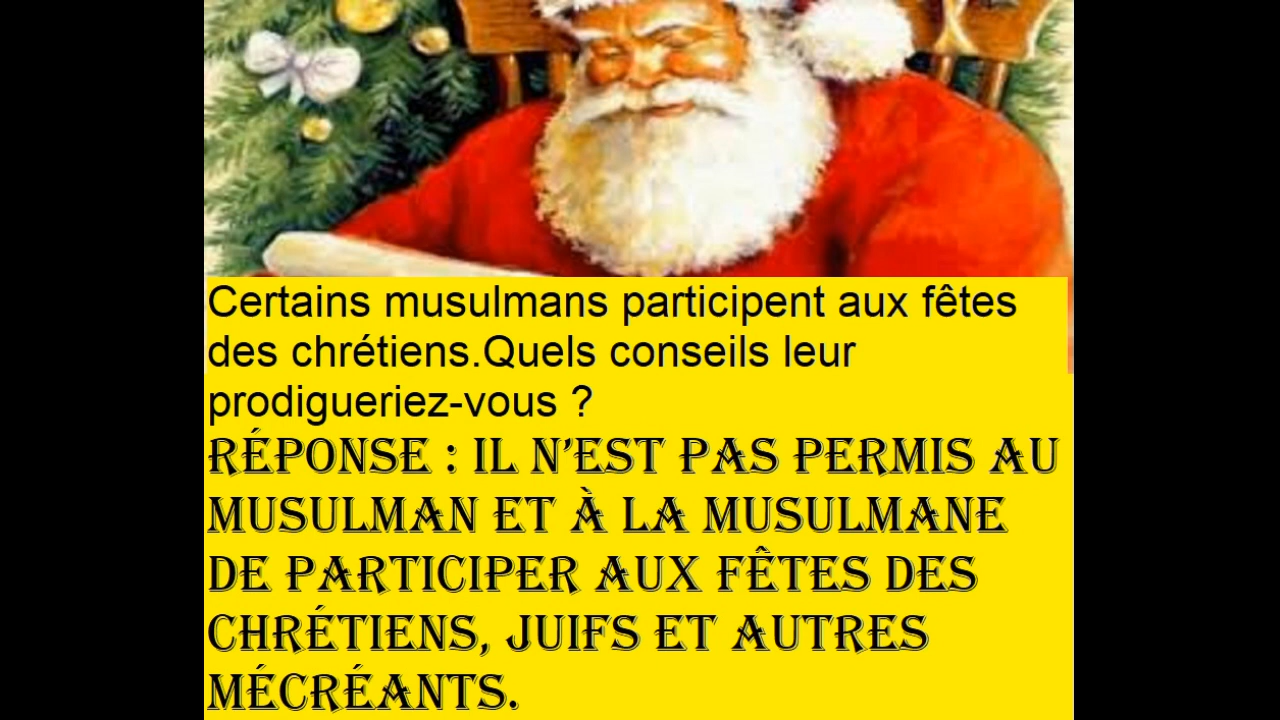 Certains musulmans participent aux fêtes
des chrétiens.Quels conseils leur
prodigueriez-vous ?
RÉPONSE : IL N’EST PAS PERMIS AU
MUSULMAN ET À LA MUSULMANE
DE PARTICIPER AUX FÊTES DES
CHRÉTIENS, JUIFS ET AUTRES
MÉCRÉANTS.